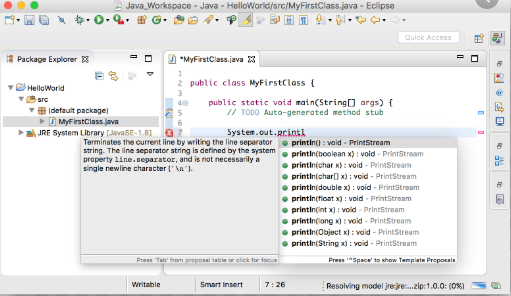 Java_Workspace - Java - HelloWorld/src/MyFirstClass.java - Eclipse
Quick Access
Package Explorer
HelloWorld
src
(default package)
MyFirstClass.java
JRE System Library [JavaSE-1.8]
*MyFirstClass.java
1
2 public class MyFirstClass {
3
4 public static void main(String[] args) {
5 // TODO Auto-generated method stub
6
7 System.out.printl
Terminates the current line by writing the line separator
string. The line separator string is defined by the system
property line.separator, and is not necessarily a
single newline character ('\n').
Press 'Tab' from proposal table or click for focus
println() : void - PrintStream
println(boolean x) : void - PrintStream
println(char x) : void - PrintStream
println(char[] x) : void - PrintStream
println(double x) : void - PrintStream
println(float x) : void - PrintStream
println(int x) : void - PrintStream
println(long x) : void - PrintStream
println(Object x) : void - PrintStream
println(String x) : void - PrintStream
Press '^Space' to show Template Proposals
Writable
Smart Insert
7 : 26
Resolving model jre:jre:...zip:1.0.0: (0%)